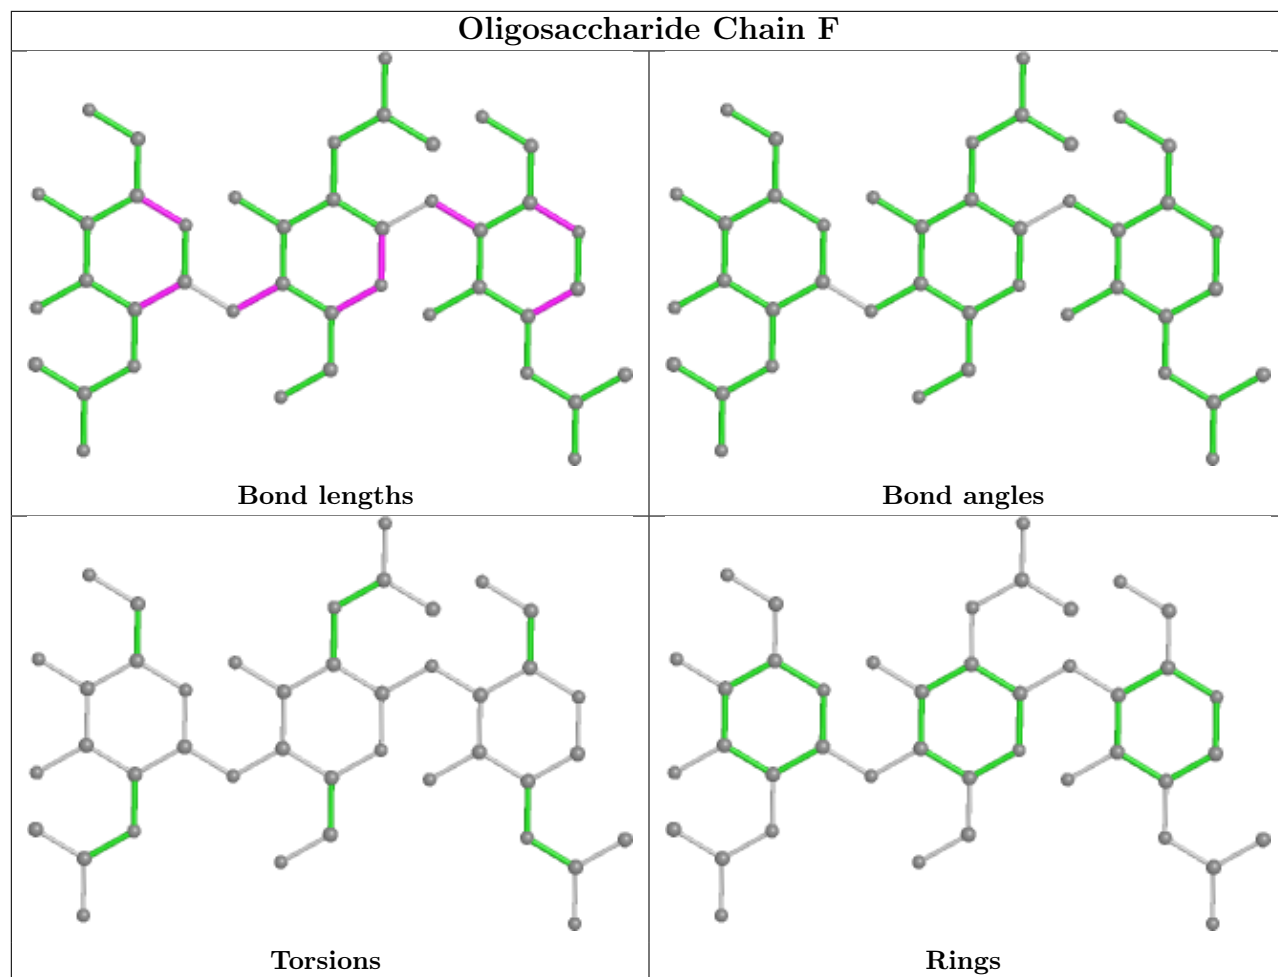 Oligosaccharide Chain F
Bond lengths
Bond angles
Torsions
Rings